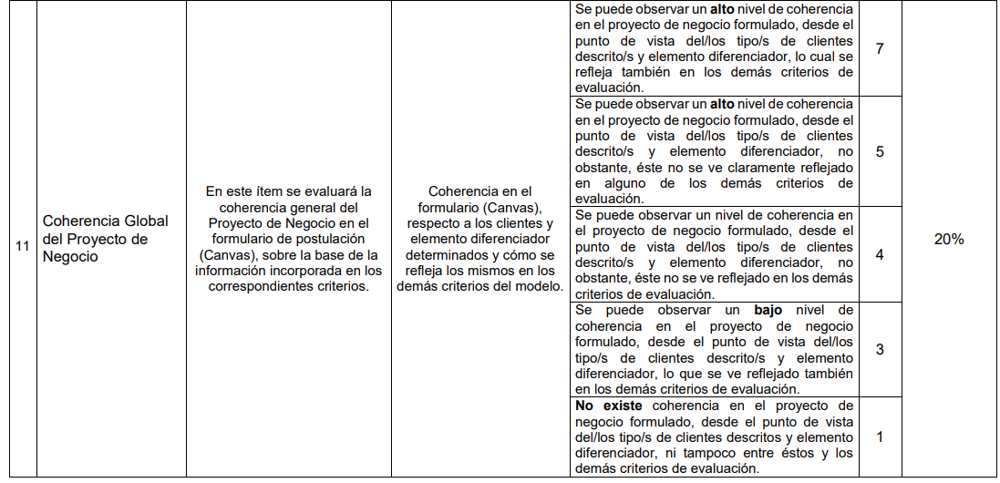 11
Coherencia Global
del Proyecto de
Negocio
En este ítem se evaluará la
coherencia general del
Proyecto de Negocio en el
formulario de postulación
(Canvas), sobre la base de la
información incorporada en los
correspondientes criterios.
Coherencia en el
formulario (Canvas),
respecto a los clientes y
elemento diferenciador
determinados y cómo se
refleja los mismos en los
demás criterios del modelo.
Se puede observar un alto nivel de coherencia
en el proyecto de negocio formulado, desde el
punto de vista del/los tipo/s de clientes
descrito/s y elemento diferenciador, lo cual se
refleja también en los demás criterios de
evaluación.
7
Se puede observar un alto nivel de coherencia
en el proyecto de negocio formulado, desde el
punto de vista del/los tipo/s de clientes
descrito/s y elemento diferenciador, no
obstante, éste no se ve claramente reflejado
en alguno de los demás criterios de
evaluación.
5
Se puede observar un nivel de coherencia en
el proyecto de negocio formulado, desde el
punto de vista del/los tipo/s de clientes
descrito/s y elemento diferenciador, no
obstante, éste no se ve reflejado en los demás
criterios de evaluación.
4
Se puede observar un bajo nivel de
coherencia en el proyecto de negocio
formulado, desde el punto de vista del/los
tipo/s de clientes descrito/s y elemento
diferenciador, lo que se ve reflejado también
en los demás criterios de evaluación.
3
No existe coherencia en el proyecto de
negocio formulado, desde el punto de vista
del/los tipo/s de clientes descritos y elemento
diferenciador, ni tampoco entre éstos y los
demás criterios de evaluación.
1
20%